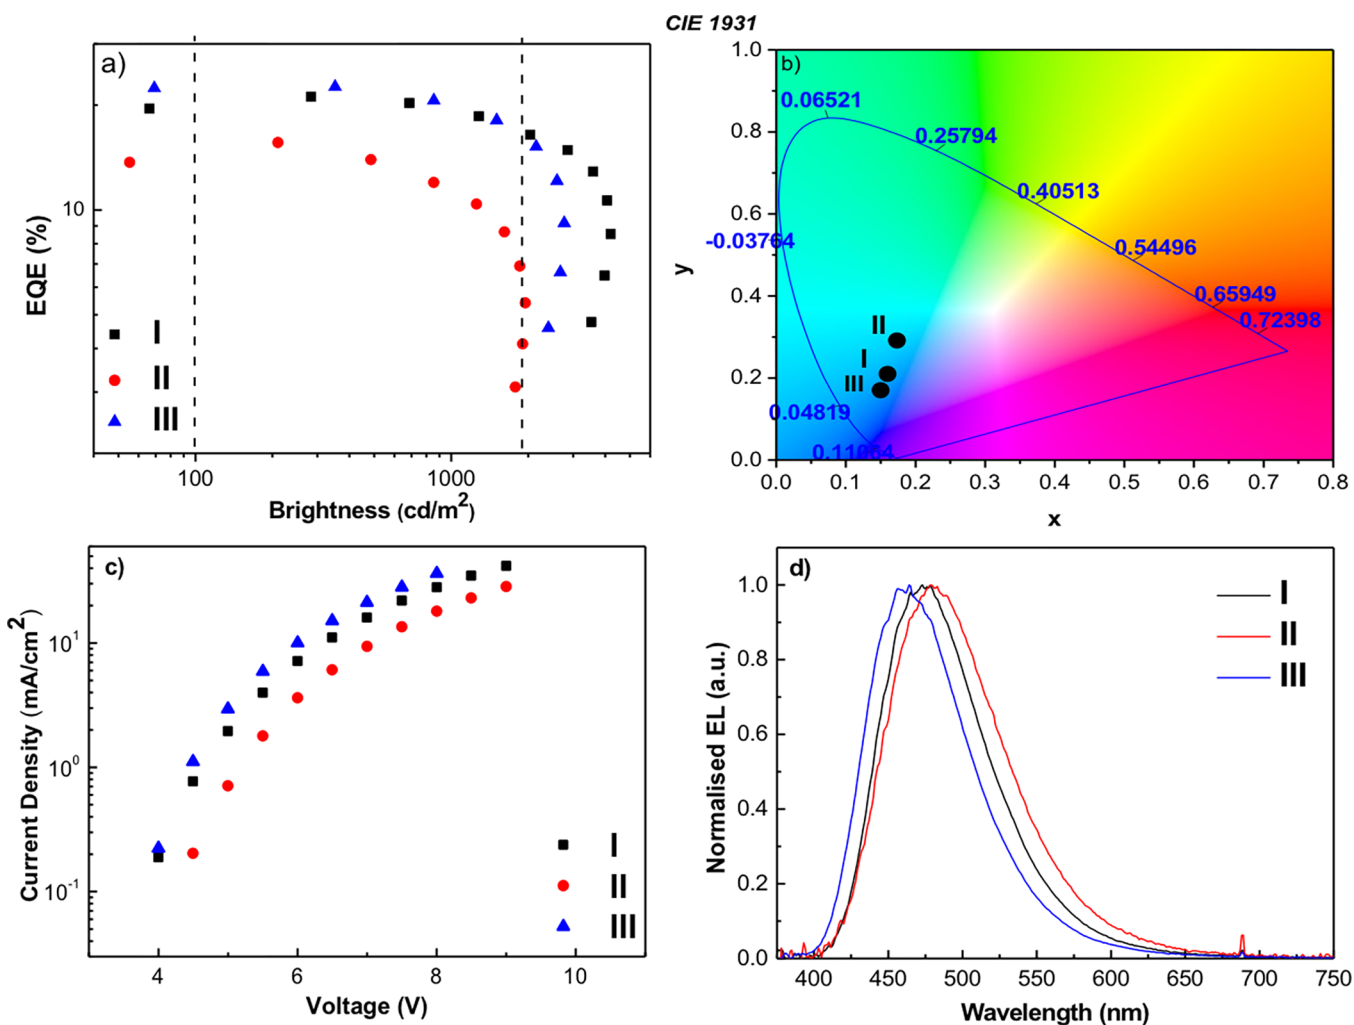 CIE 1931
a)
EQE (%)
10
I
II
III
100
1000
Brightness (cd/m²)
b)
y
1.0
0.8
0.6
0.4
0.2
0.0
0.06521
0.25794
0.40513
-0.03764
0.54496
0.65949
0.72398
II
I
III
0.04819
0.0
0.1
0.2
0.3
0.4
0.5
0.6
0.7
0.8
x
c)
Current Density (mA/cm²)
10¹
10⁰
10⁻¹
I
II
III
4
6
8
10
Voltage (V)
d)
Normalised EL (a.u.)
1.0
0.8
0.6
0.4
0.2
0.0
I
II
III
400
450
500
550
600
650
700
750
Wavelength (nm)